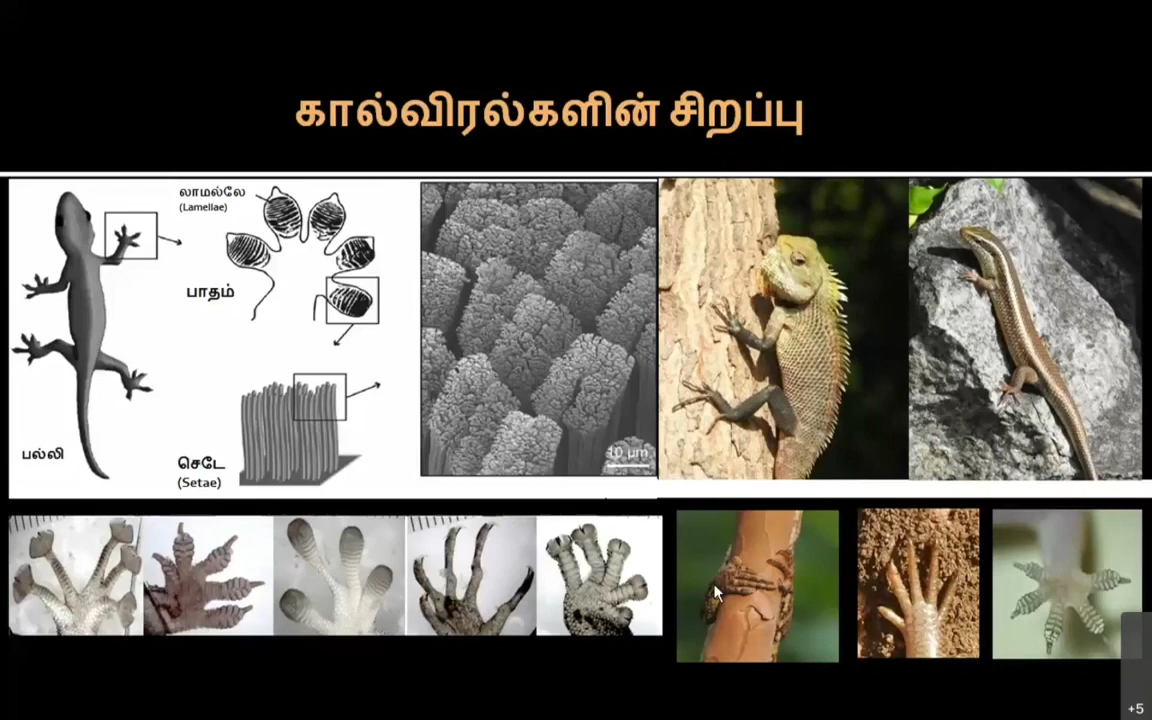 கால்விரல்களின் சிறப்பு
லாமல்லே
(Lamellae)
பாதம்
பல்லி
செடே
(Setae)
10 µm
+5